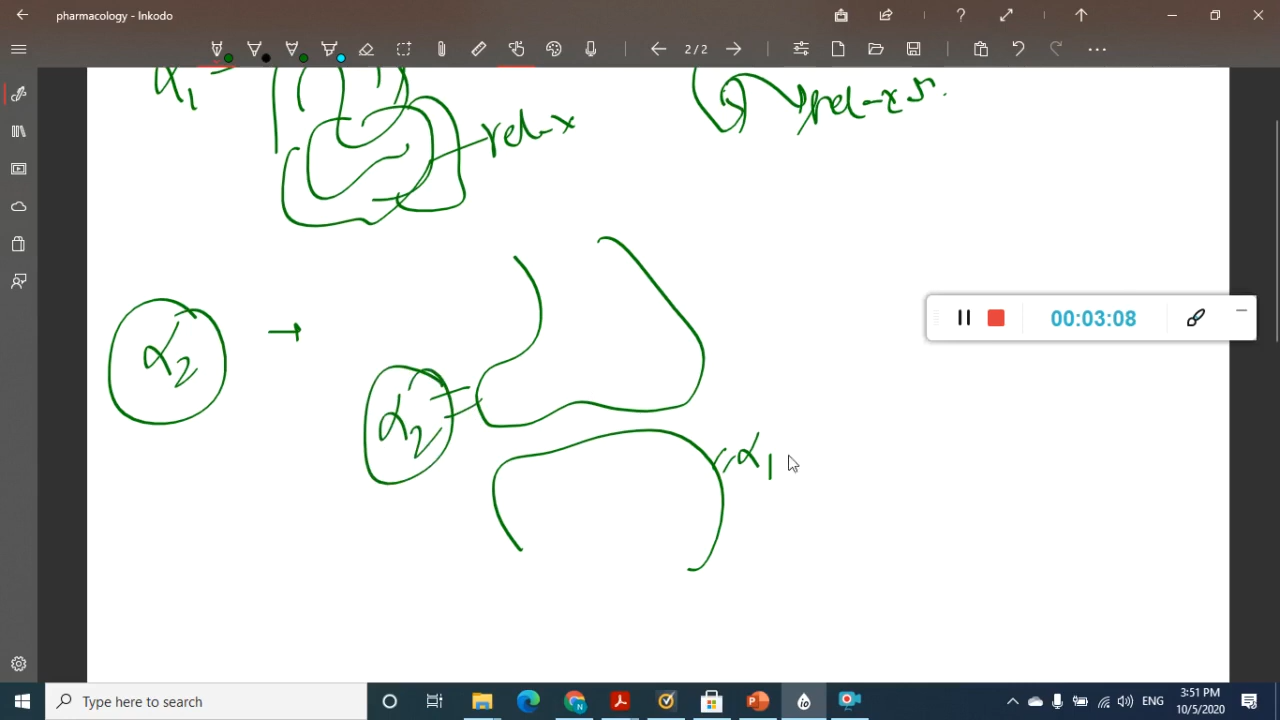 pharmacology - Inkodo
2/2
α1 =
rel-x
rel-x
00:03:08
α2 →
α2
α1
Type here to search
ENG
3:51 PM
10/5/2020